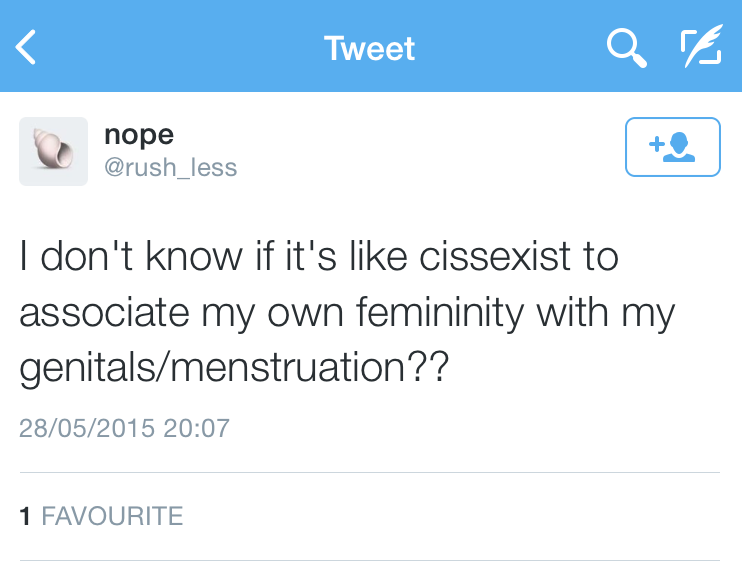 Tweet
nope
@rush_less
I don't know if it's like cissexist to
associate my own femininity with my
genitals/menstruation??
28/05/2015 20:07
1 FAVOURITE